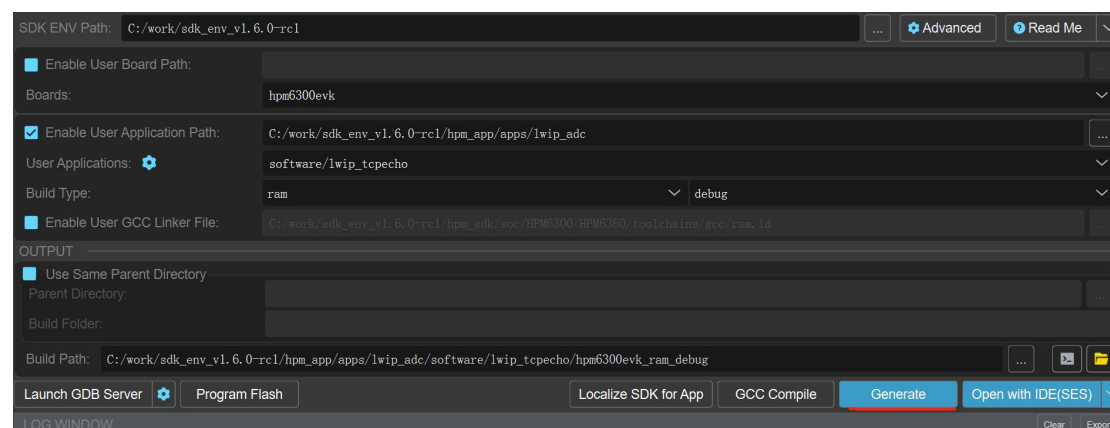 SDK ENV Path: C:/work/sdk_env_v1.6.0-rc1 ... Advanced Read Me
Enable User Board Path: ...
Boards: hpm6300evk
Enable User Application Path: C:/work/sdk_env_v1.6.0-rc1/hpm_app/apps/lwip_adc ...
User Applications: software/lwip_tcpecho
Build Type: ram debug
Enable User GCC Linker File: C:/work/sdk_env_v1.6.0-rc1/hpm_sdk/soc/HPM6300/HPM6360/toolchains/gcc/ram.ld ...
OUTPUT
Use Same Parent Directory
Parent Directory: ...
Build Folder:
Build Path: C:/work/sdk_env_v1.6.0-rc1/hpm_app/apps/lwip_adc/software/lwip_tcpecho/hpm6300evk_ram_debug ...
Launch GDB Server Program Flash Localize SDK for App GCC Compile Generate Open with IDE(SES)
LOG WINDOW Clear Expor